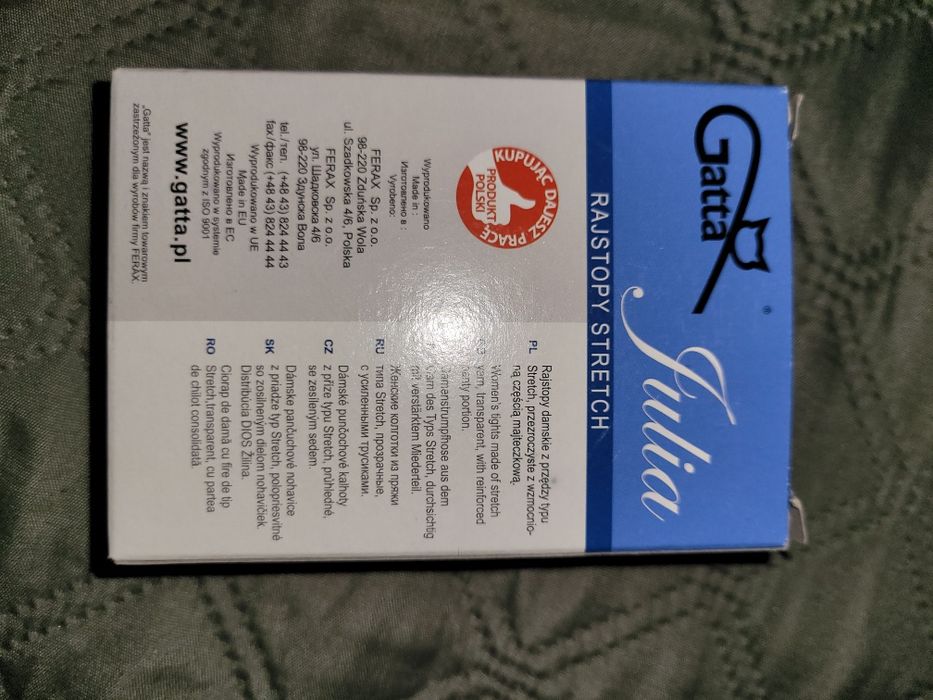 Gatta
®
Julia
RAJSTOPY STRETCH
KUPUJĄC DAJESZ PRACĘ
PRODUKT
POLSKI
Wyprodukowano
Made in :
Изготовлено в :
Vyrobeno:
FERAX Sp. z o.o.
98-220 Zduńska Wola
ul. Szadkowska 4/6, Polska
FERAX Sp. z o.o.
ул. Шадковска 4/6
98-220 Здуньска Воля
tel./тел. (+48 43) 824 44 43
fax/факс (+48 43) 824 44 44
Wyprodukowano w UE
Made in EU
Изготовлено в ЕС
Wyprodukowano w systemie
zgodnym z ISO 9001
www.gatta.pl
„Gatta" jest nazwą i znakiem towarowym
zastrzeżonym dla wyrobów firmy FERAX.
PL Rajstopy damskie z przędzy typu
Stretch, przezroczyste z wzmocnio-
ną częścią majteczkową.
GB Women's tights made of stretch
yarn, transparent, with reinforced
panty portion.
Damenstrumpfhose aus dem
Garn des Types Stretch, durchsichtig
mit verstärktem Miederteil.
RU Женские колготки из пряжи
типа Stretch, прозрачные,
с усиленными трусиками.
CZ Dámské punčochové kalhoty
z příze typu Stretch, průhledné,
se zesíleným sedem.
SK Dámske pančuchové nohavice
z priadze typ Stretch, polopriesvitné
so zosilneným dielom nohavičiek.
Distribúcia DIOS Žilina.
RO Ciorap de damă cu fire de tip
Stretch,transparent, cu partea
de chilot consolidată.